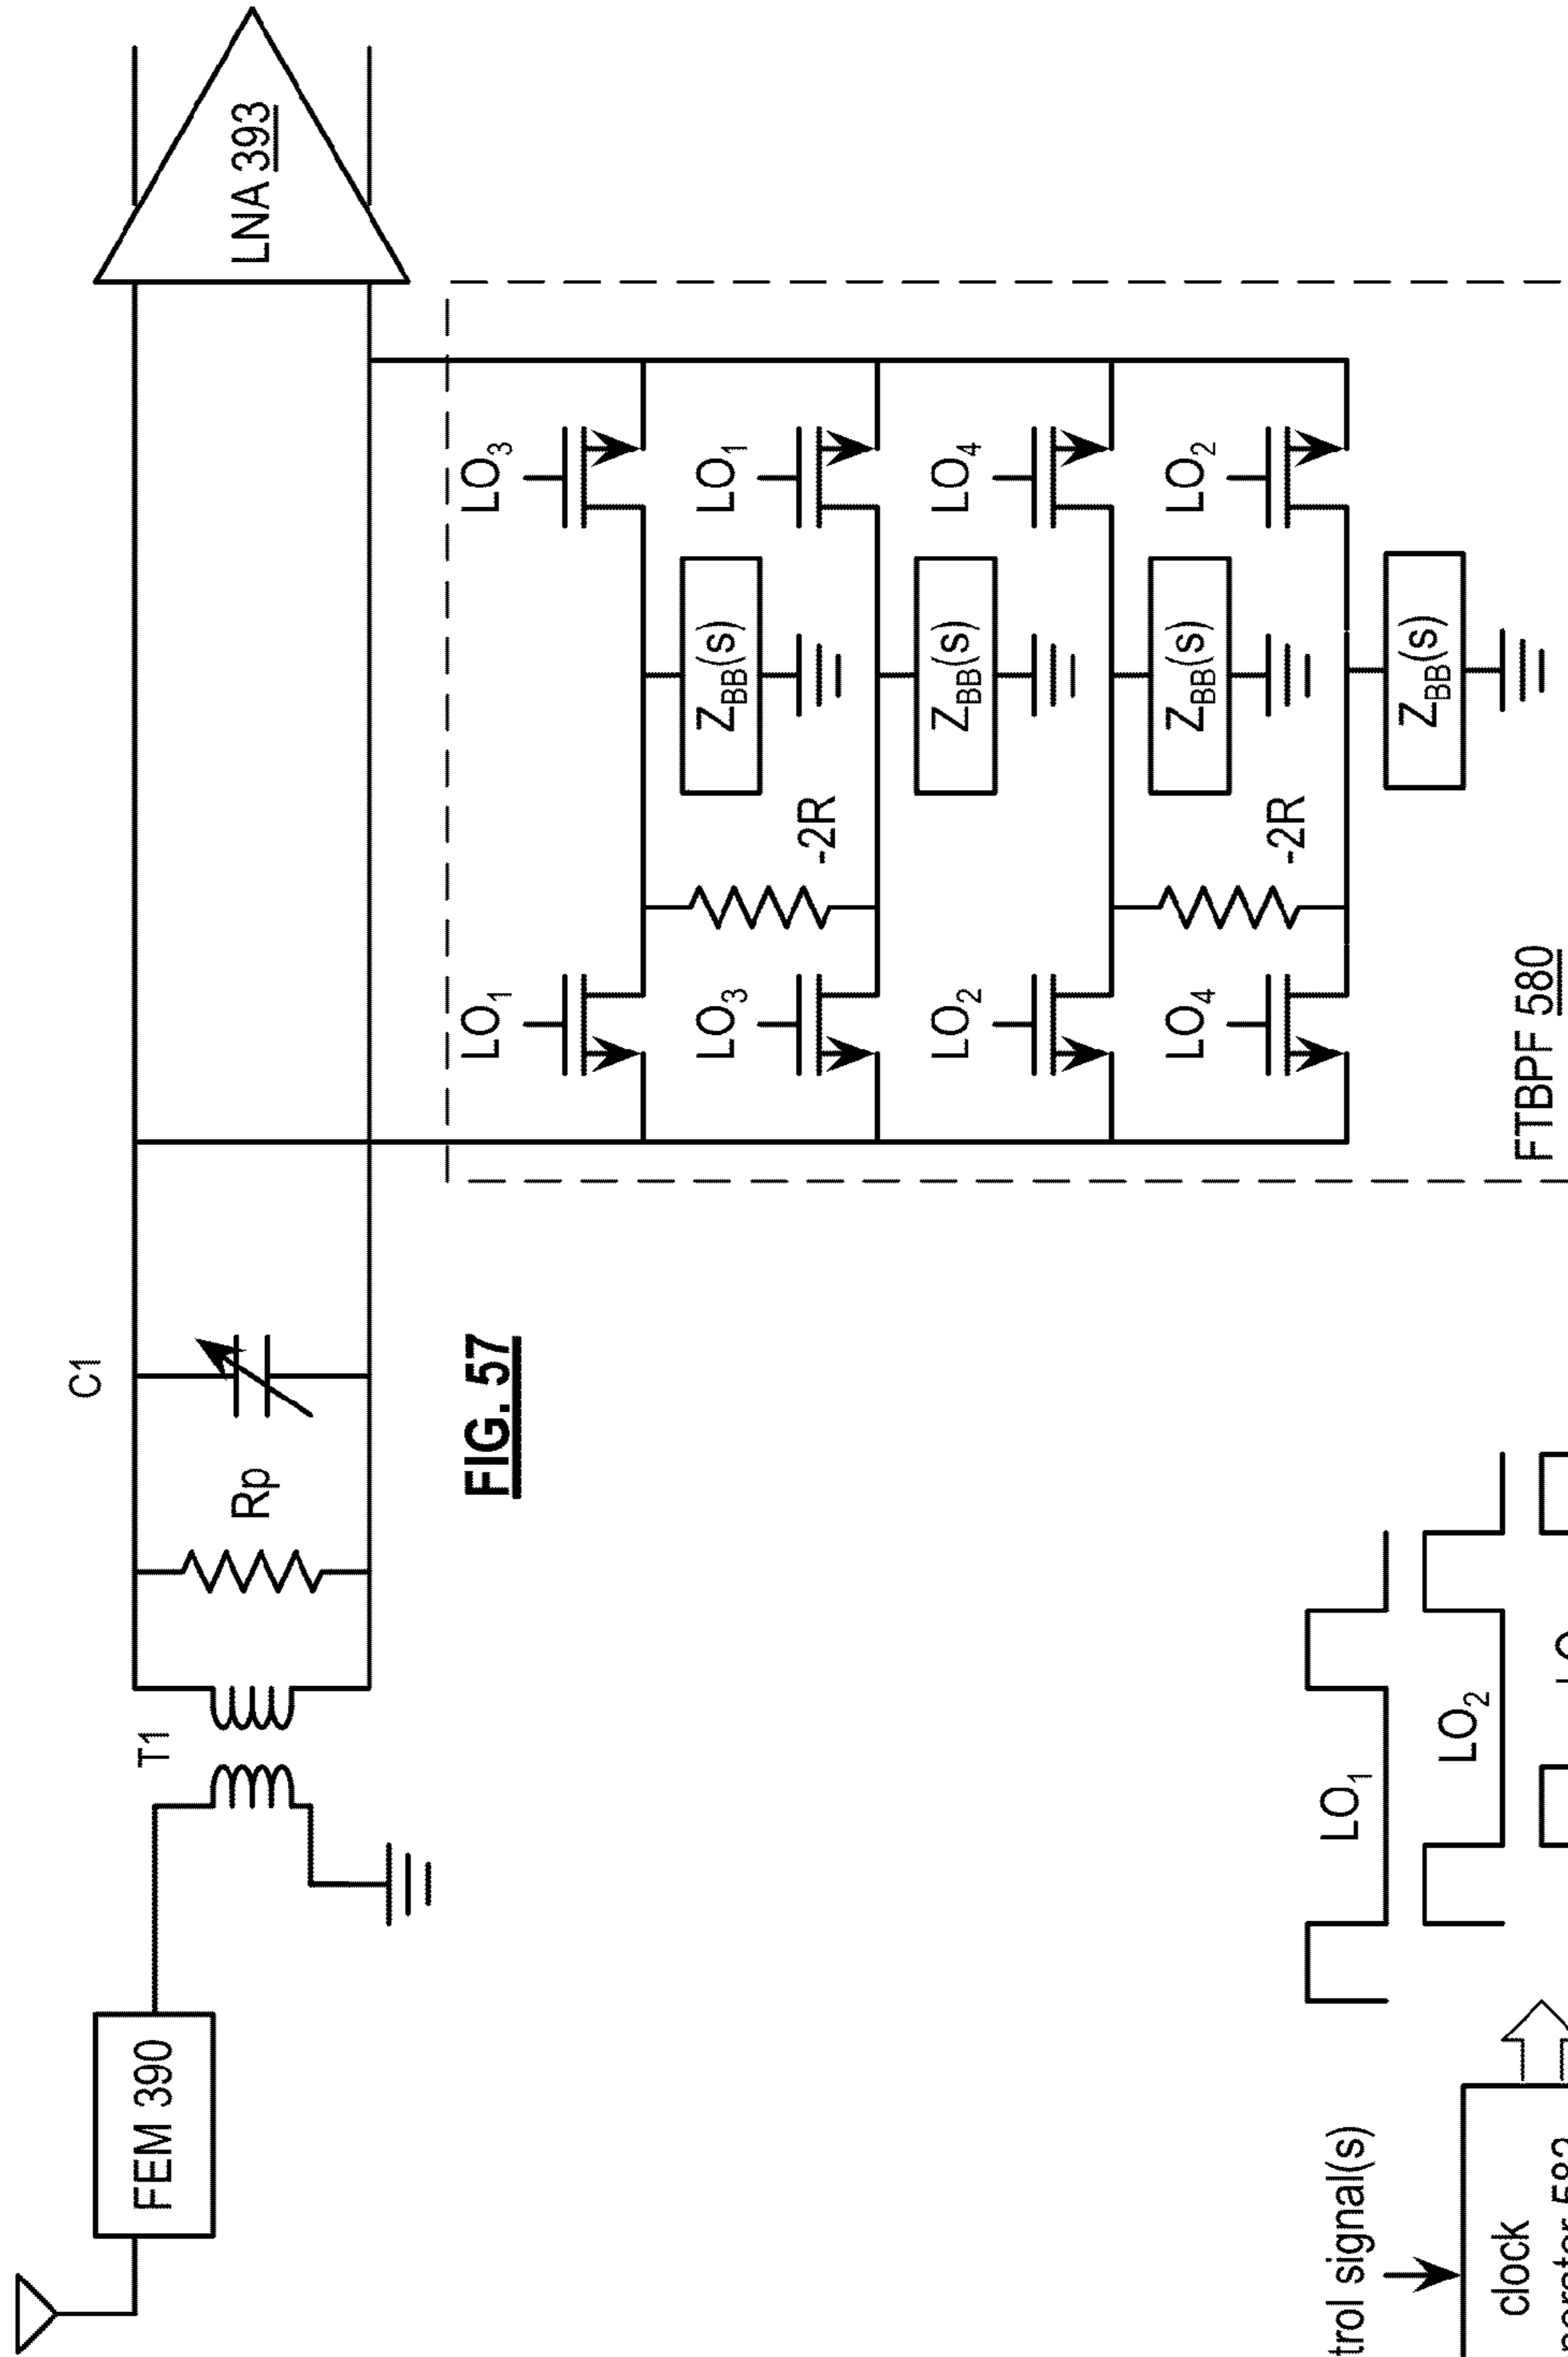 LNA 393
C1
Rp
T1
FEM 390
FIG. 57
LO3
LO1
LO4
LO2
ZBB(s)
ZBB(s)
ZBB(s)
ZBB(s)
-2R
-2R
LO1
LO3
LO2
LO4
FTBPF 580
LO1
LO2
signal(s)
clock